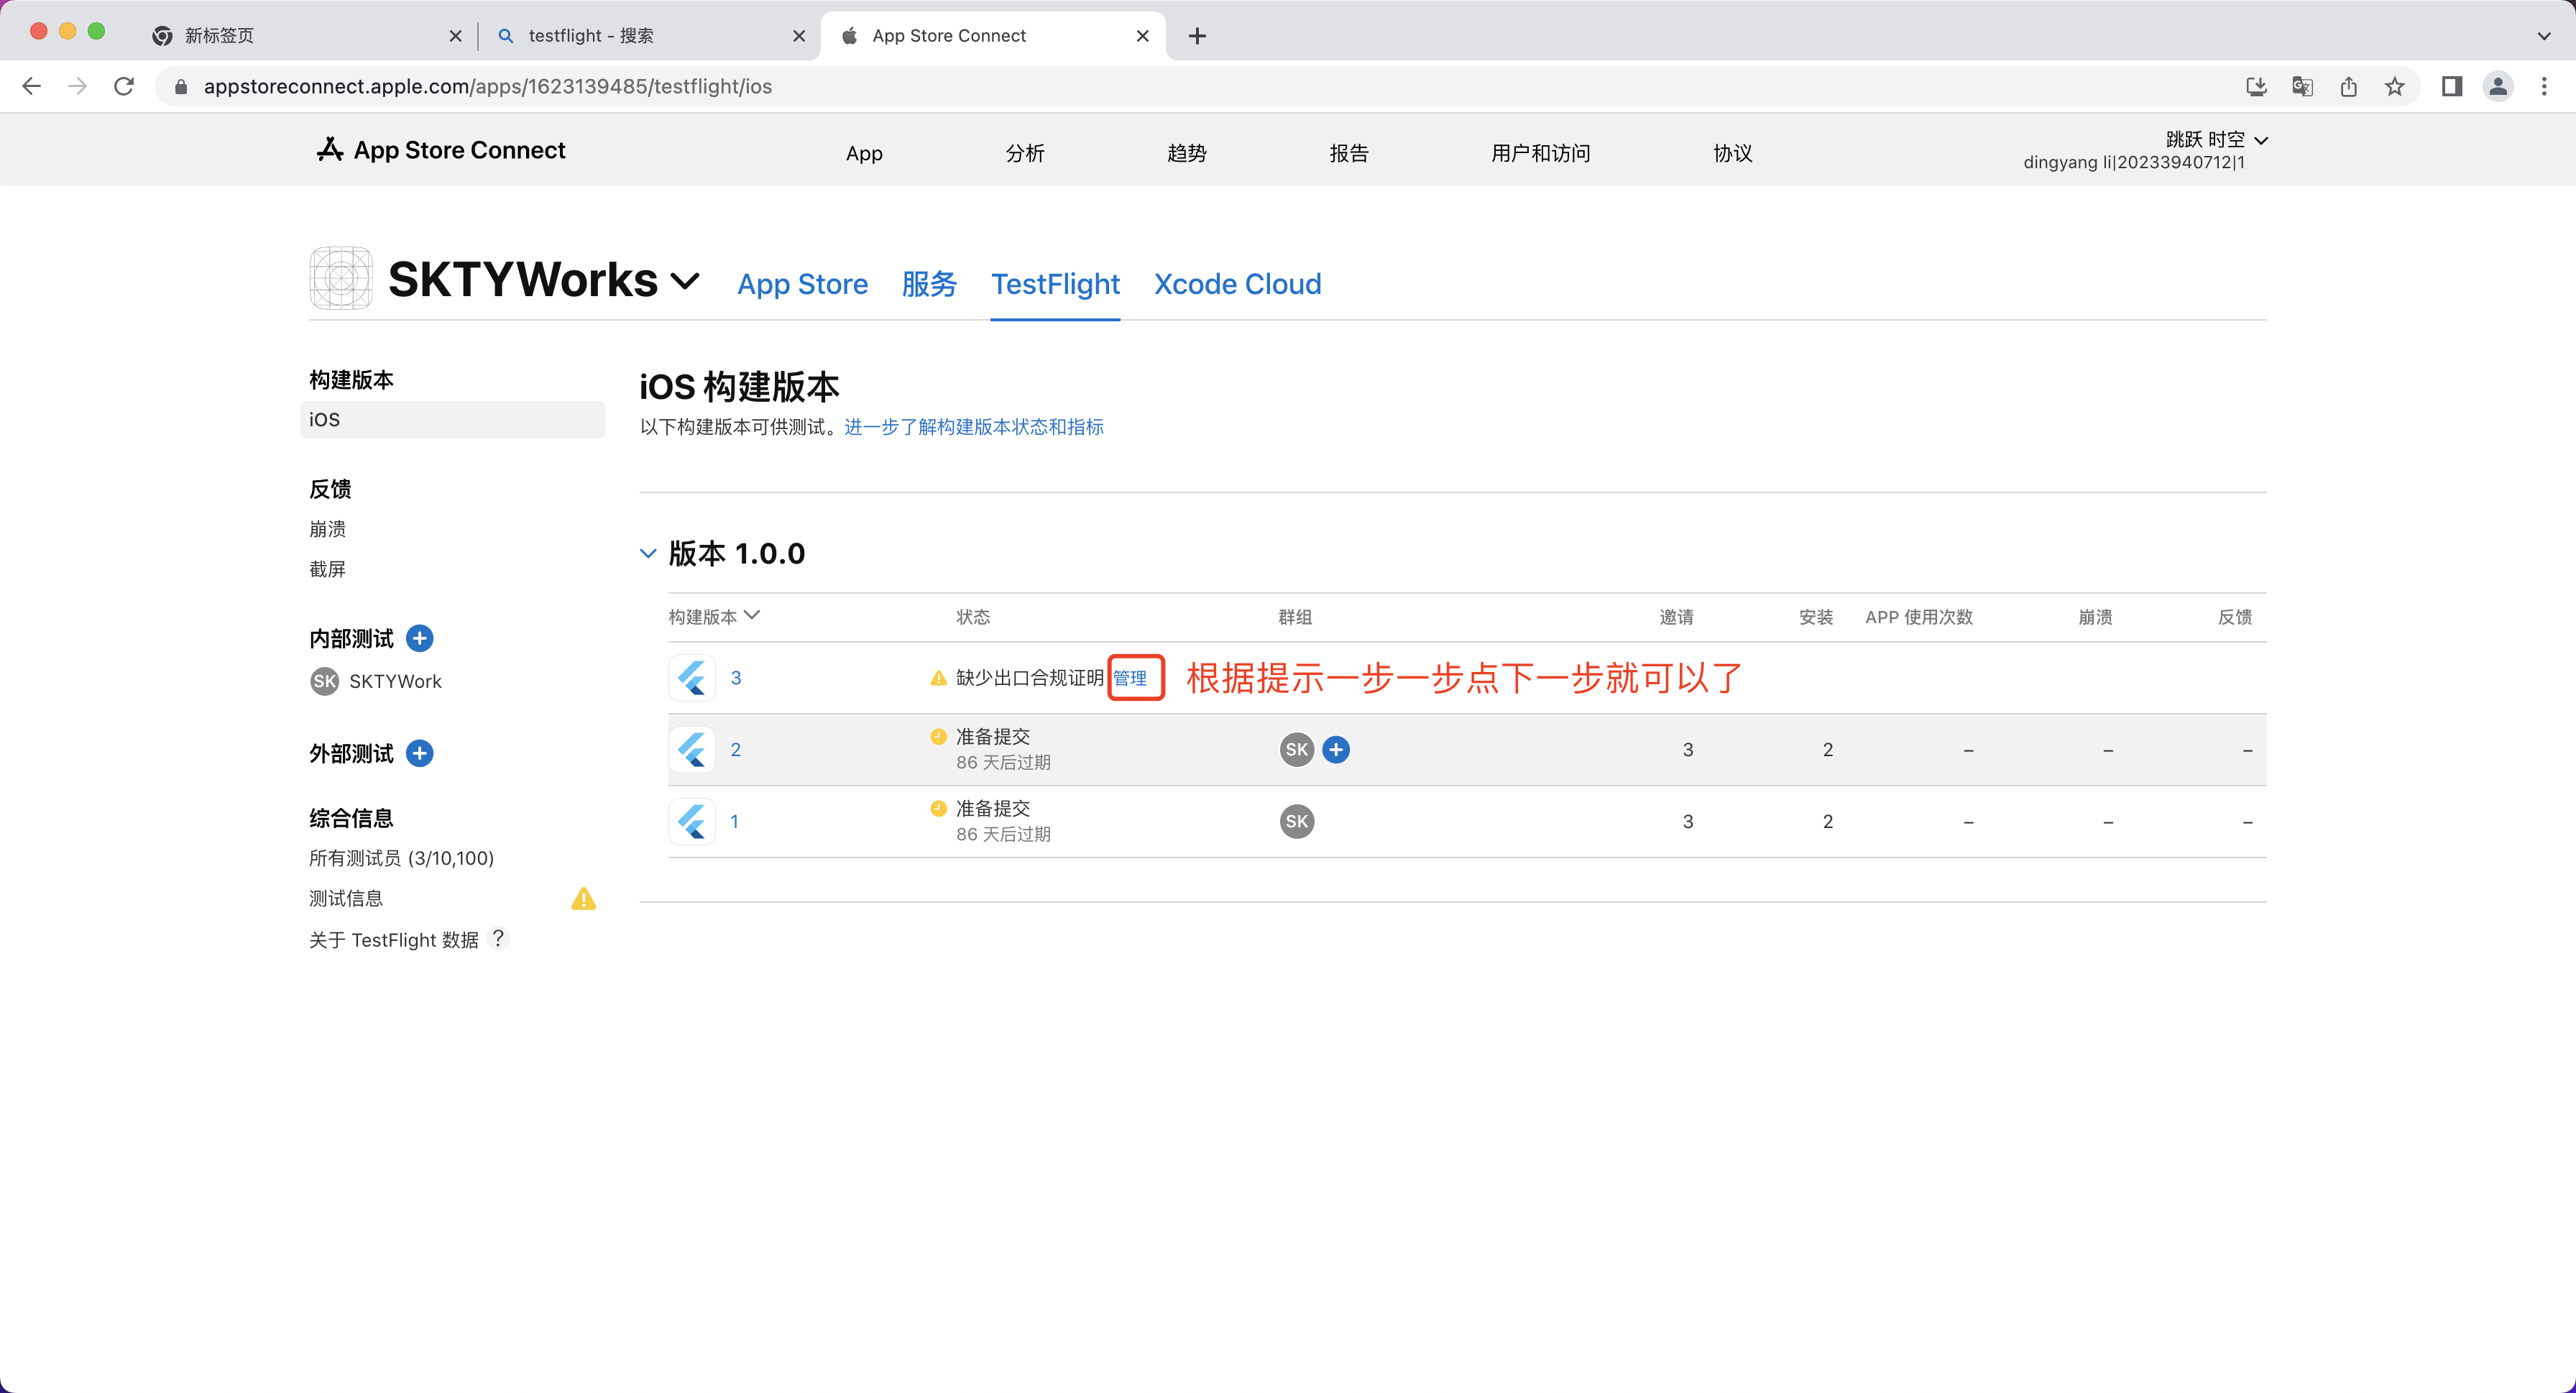 新标签页
testflight - 搜索
App Store Connect
appstoreconnect.apple.com/apps/1623139485/testflight/ios
App Store Connect
App
分析
趋势
报告
用户和访问
协议
跳跃 时空
dingyang li|20233940712|1
SKTYWorks
App Store
服务
TestFlight
Xcode Cloud
构建版本
iOS
反馈
崩溃
截屏
内部测试
SK SKTYWork
外部测试
综合信息
所有测试员 (3/10,100)
测试信息
关于 TestFlight 数据 ?
iOS 构建版本
以下构建版本可供测试。进一步了解构建版本状态和指标
版本 1.0.0
构建版本 状态 群组 邀请 安装 APP 使用次数 崩溃 反馈
3 缺少出口合规证明 管理 根据提示一步一步点下一步就可以了
2 准备提交 SK 3 2 – – –
86 天后过期
1 准备提交 SK 3 2 – – –
86 天后过期